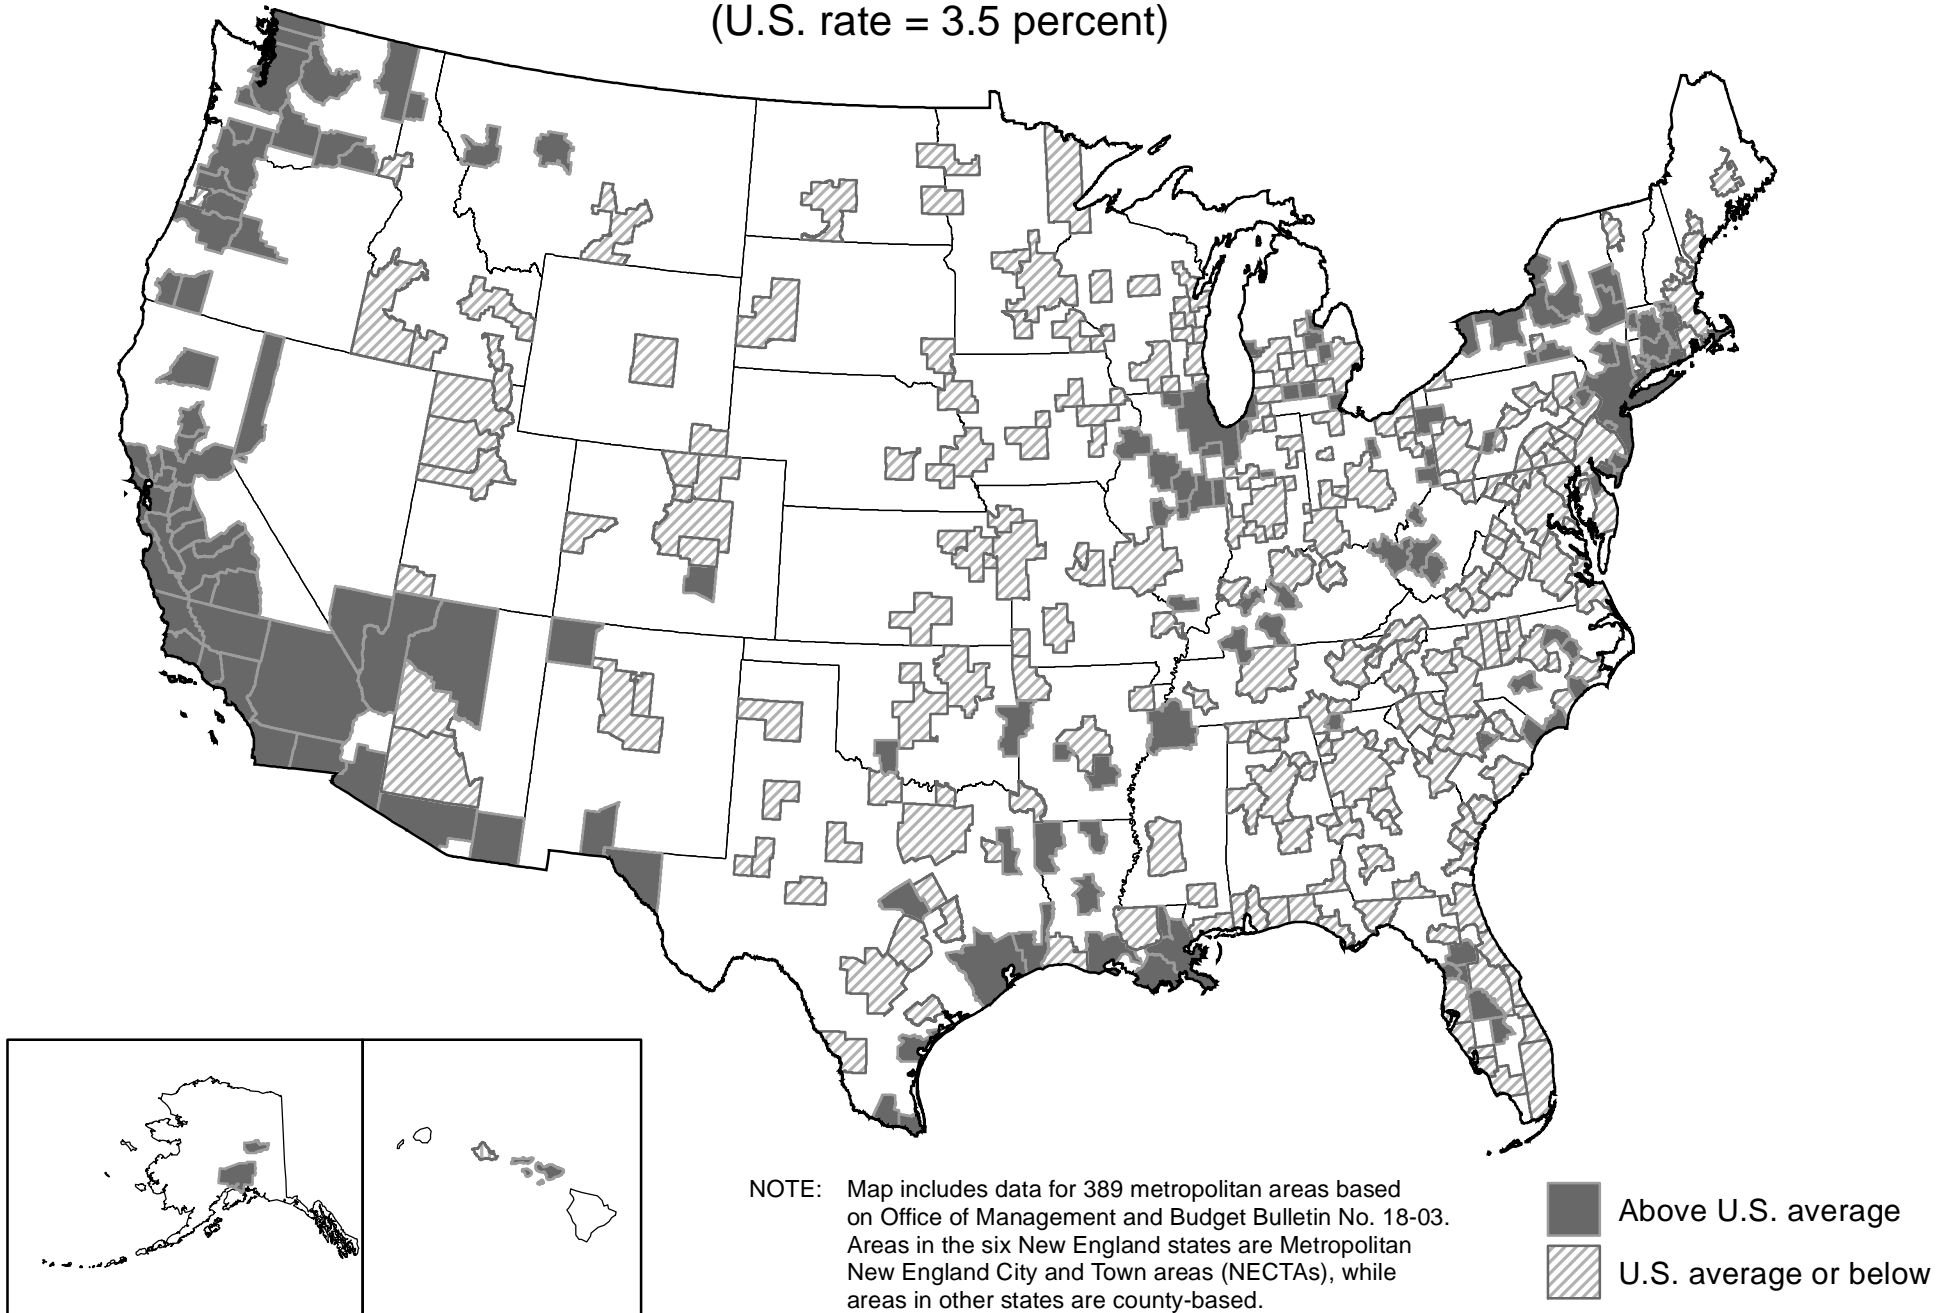 (U.S. rate = 3.5 percent)
NOTE: Map includes data for 389 metropolitan areas based
on Office of Management and Budget Bulletin No. 18-03.
Areas in the six New England states are Metropolitan
New England City and Town areas (NECTAs), while
areas in other states are county-based.
Above U.S. average
U.S. average or below